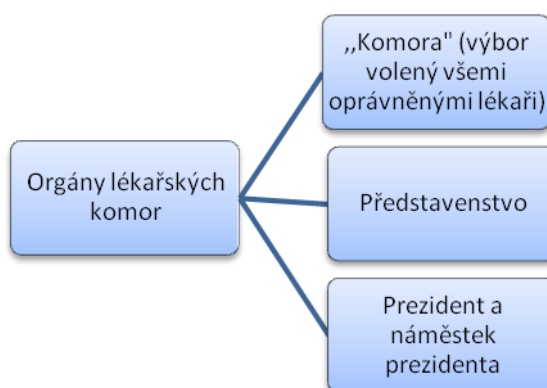 Orgány lékařských
komor
,,Komora" (výbor
volený všemi
oprávněnými lékaři)
Představenstvo
Prezident a
náměstek
prezidenta